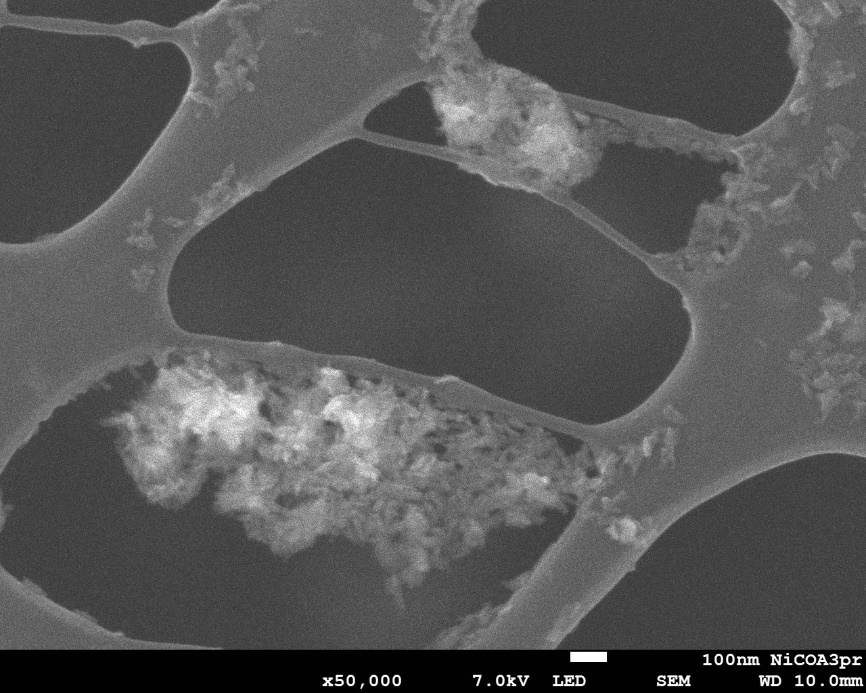 100nm NiCOA3pr
x50,000 7.0kV LED SEM WD 10.0mm